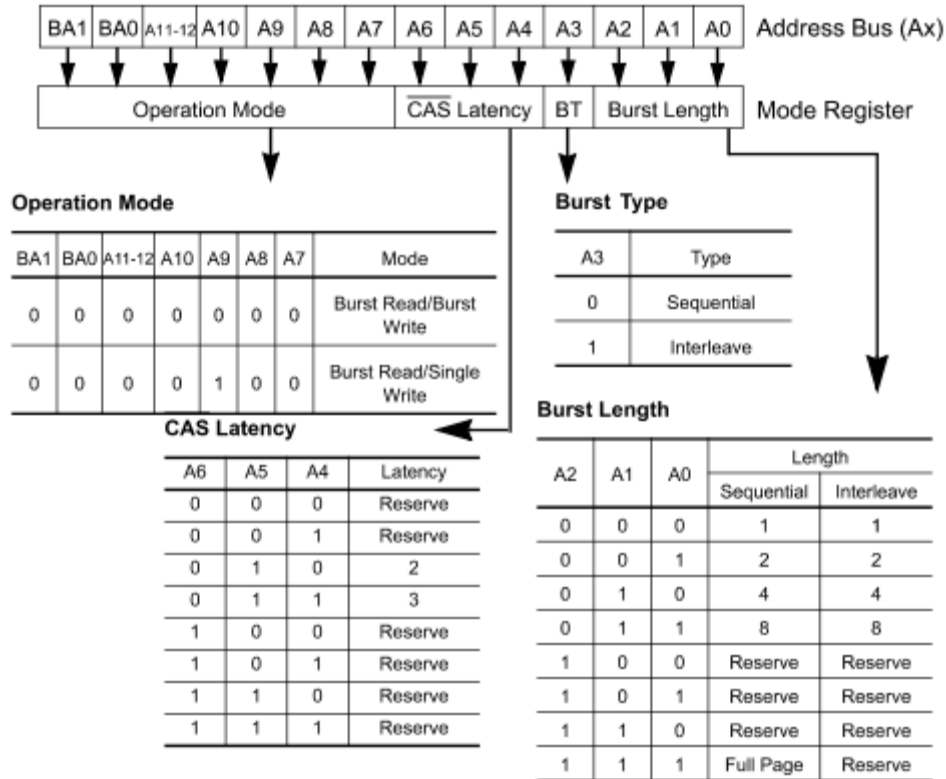 BA1 BA0 A11-12 A10 A9 A8 A7 A6 A5 A4 A3 A2 A1 A0 Address Bus (Ax)
Operation Mode CAS Latency BT Burst Length Mode Register
Operation Mode
BA1 BA0 A11-12 A10 A9 A8 A7 Mode
0 0 0 0 0 0 0 Burst Read/Burst
Write
0 0 0 0 1 0 0 Burst Read/Single
Write
Burst Type
A3 Type
0 Sequential
1 Interleave
CAS Latency
A6 A5 A4 Latency
0 0 0 Reserve
0 0 1 Reserve
0 1 0 2
0 1 1 3
1 0 0 Reserve
1 0 1 Reserve
1 1 0 Reserve
1 1 1 Reserve
Burst Length
A2 A1 A0 Length
Sequential Interleave
0 0 0 1 1
0 0 1 2 2
0 1 0 4 4
0 1 1 8 8
1 0 0 Reserve Reserve
1 0 1 Reserve Reserve
1 1 0 Reserve Reserve
1 1 1 Full Page Reserve